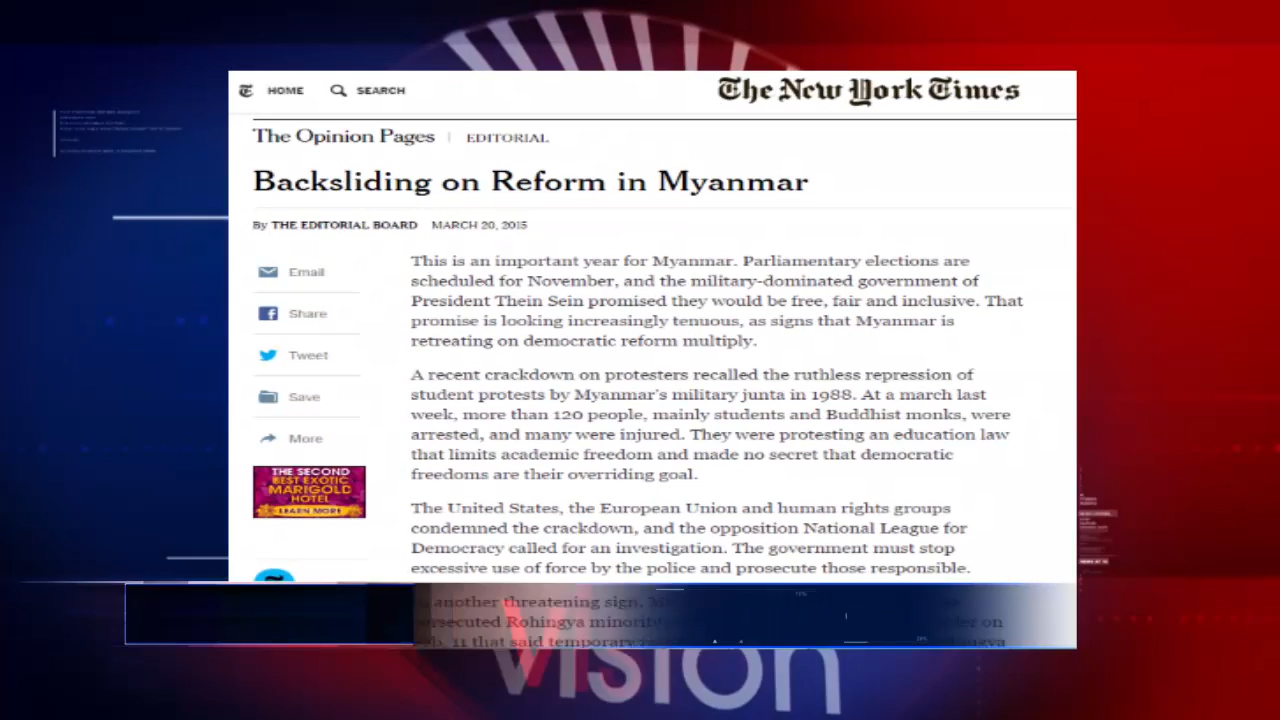 HOME SEARCH The New York Times
The Opinion Pages | EDITORIAL
Backsliding on Reform in Myanmar
By THE EDITORIAL BOARD MARCH 20, 2015
Email
Share
Tweet
Save
More
THE SECOND
BEST EXOTIC
MARIGOLD
HOTEL
LEARN MORE
This is an important year for Myanmar. Parliamentary elections are
scheduled for November, and the military-dominated government of
President Thein Sein promised they would be free, fair and inclusive. That
promise is looking increasingly tenuous, as signs that Myanmar is
retreating on democratic reform multiply.
A recent crackdown on protesters recalled the ruthless repression of
student protests by Myanmar's military junta in 1988. At a march last
week, more than 120 people, mainly students and Buddhist monks, were
arrested, and many were injured. They were protesting an education law
that limits academic freedom and made no secret that democratic
freedoms are their overriding goal.
The United States, the European Union and human rights groups
condemned the crackdown, and the opposition National League for
Democracy called for an investigation. The government must stop
excessive use of force by the police and prosecute those responsible.
another threatening sign.
Rohingya minority
on
11 that said temporary
vision